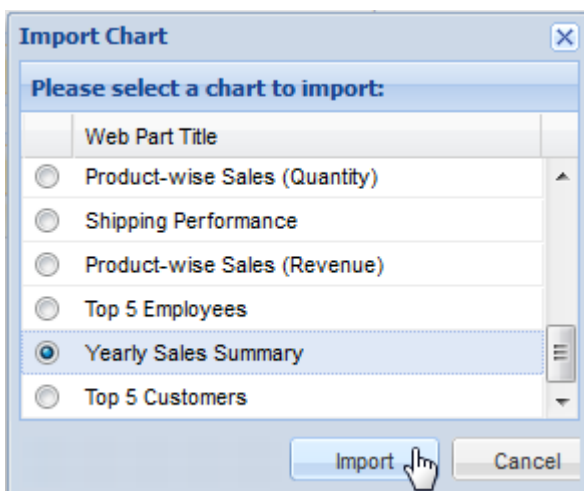 Import Chart
Please select a chart to import:
Web Part Title
Product-wise Sales (Quantity)
Shipping Performance
Product-wise Sales (Revenue)
Top 5 Employees
Yearly Sales Summary
Top 5 Customers
Import Cancel